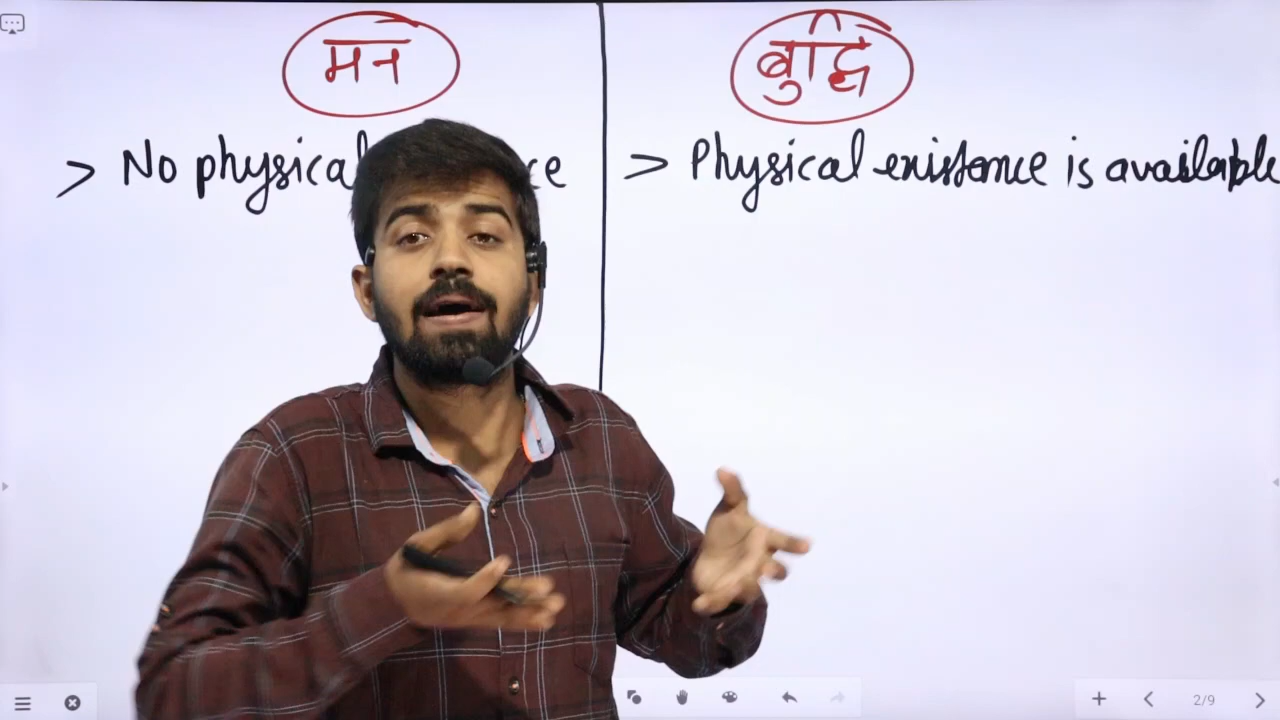 मन
बुद्धि
> No physical
> Physical existence is available
2/9